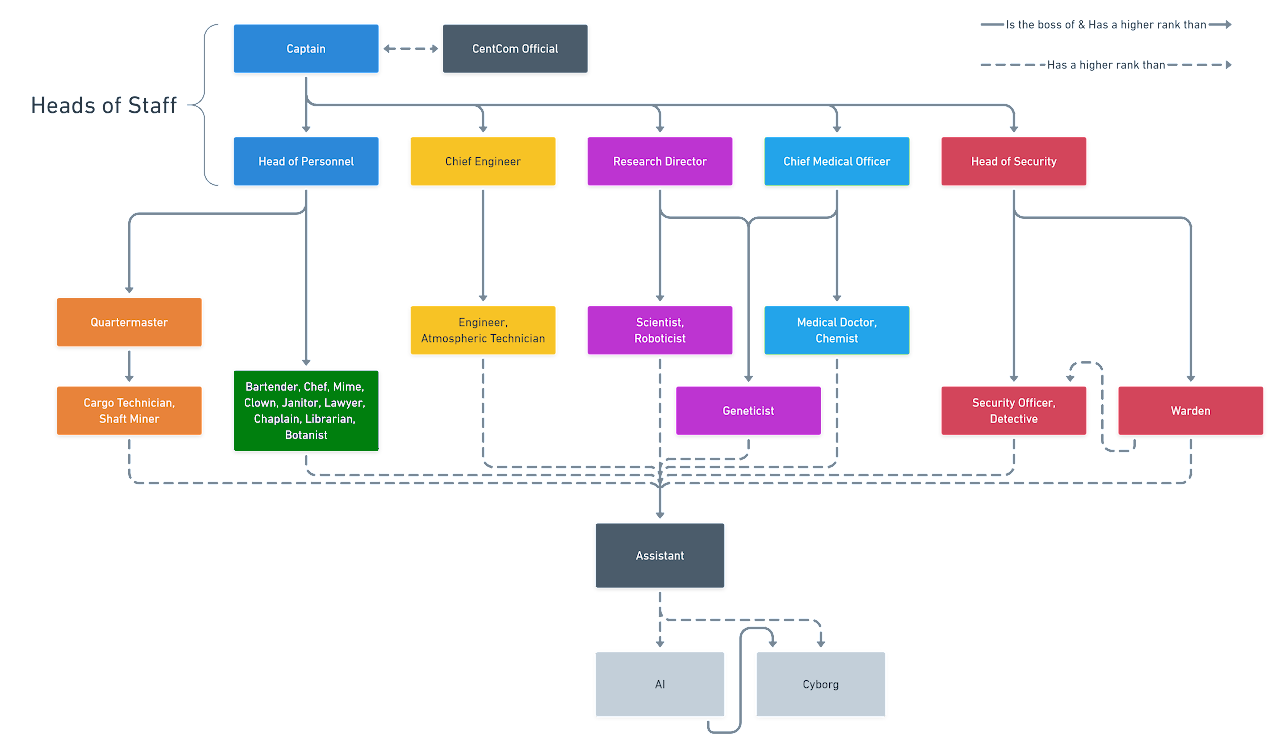 Is the boss of & Has a higher rank than
Captain
CentCom Official
Has a higher rank than
Heads of Staff
Head of Personnel
Chief Engineer
Research Director
Chief Medical Officer
Head of Security
Quartermaster
Engineer,
Atmospheric Technician
Scientist,
Roboticist
Medical Doctor,
Chemist
Cargo Technician,
Shaft Miner
Bartender, Chef, Mime,
Clown, Janitor, Lawyer,
Chaplain, Librarian,
Botanist
Geneticist
Security Officer,
Detective
Warden
Assistant
AI
Cyborg